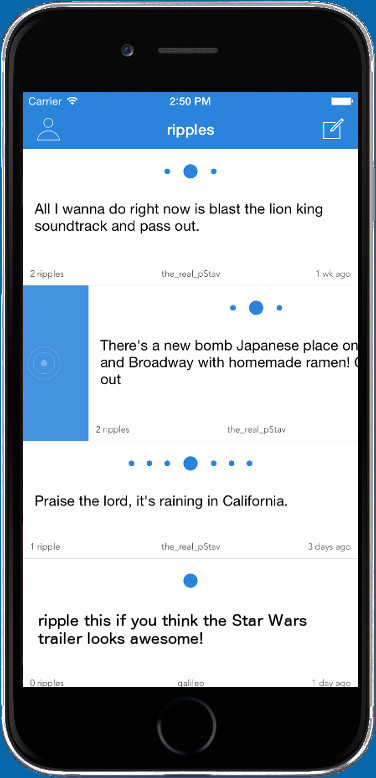 Carrier 2:50 PM
ripples
All I wanna do right now is blast the lion king
soundtrack and pass out.
2 ripples the_real_pStav 1 wk ago
There's a new bomb Japanese place on
and Broadway with homemade ramen!
out
2 ripples the_real_pStav
Praise the lord, it's raining in California.
1 ripple the_real_pStav 3 days ago
ripple this if you think the Star Wars
trailer looks awesome!
0 ripples galileo 1 day ago